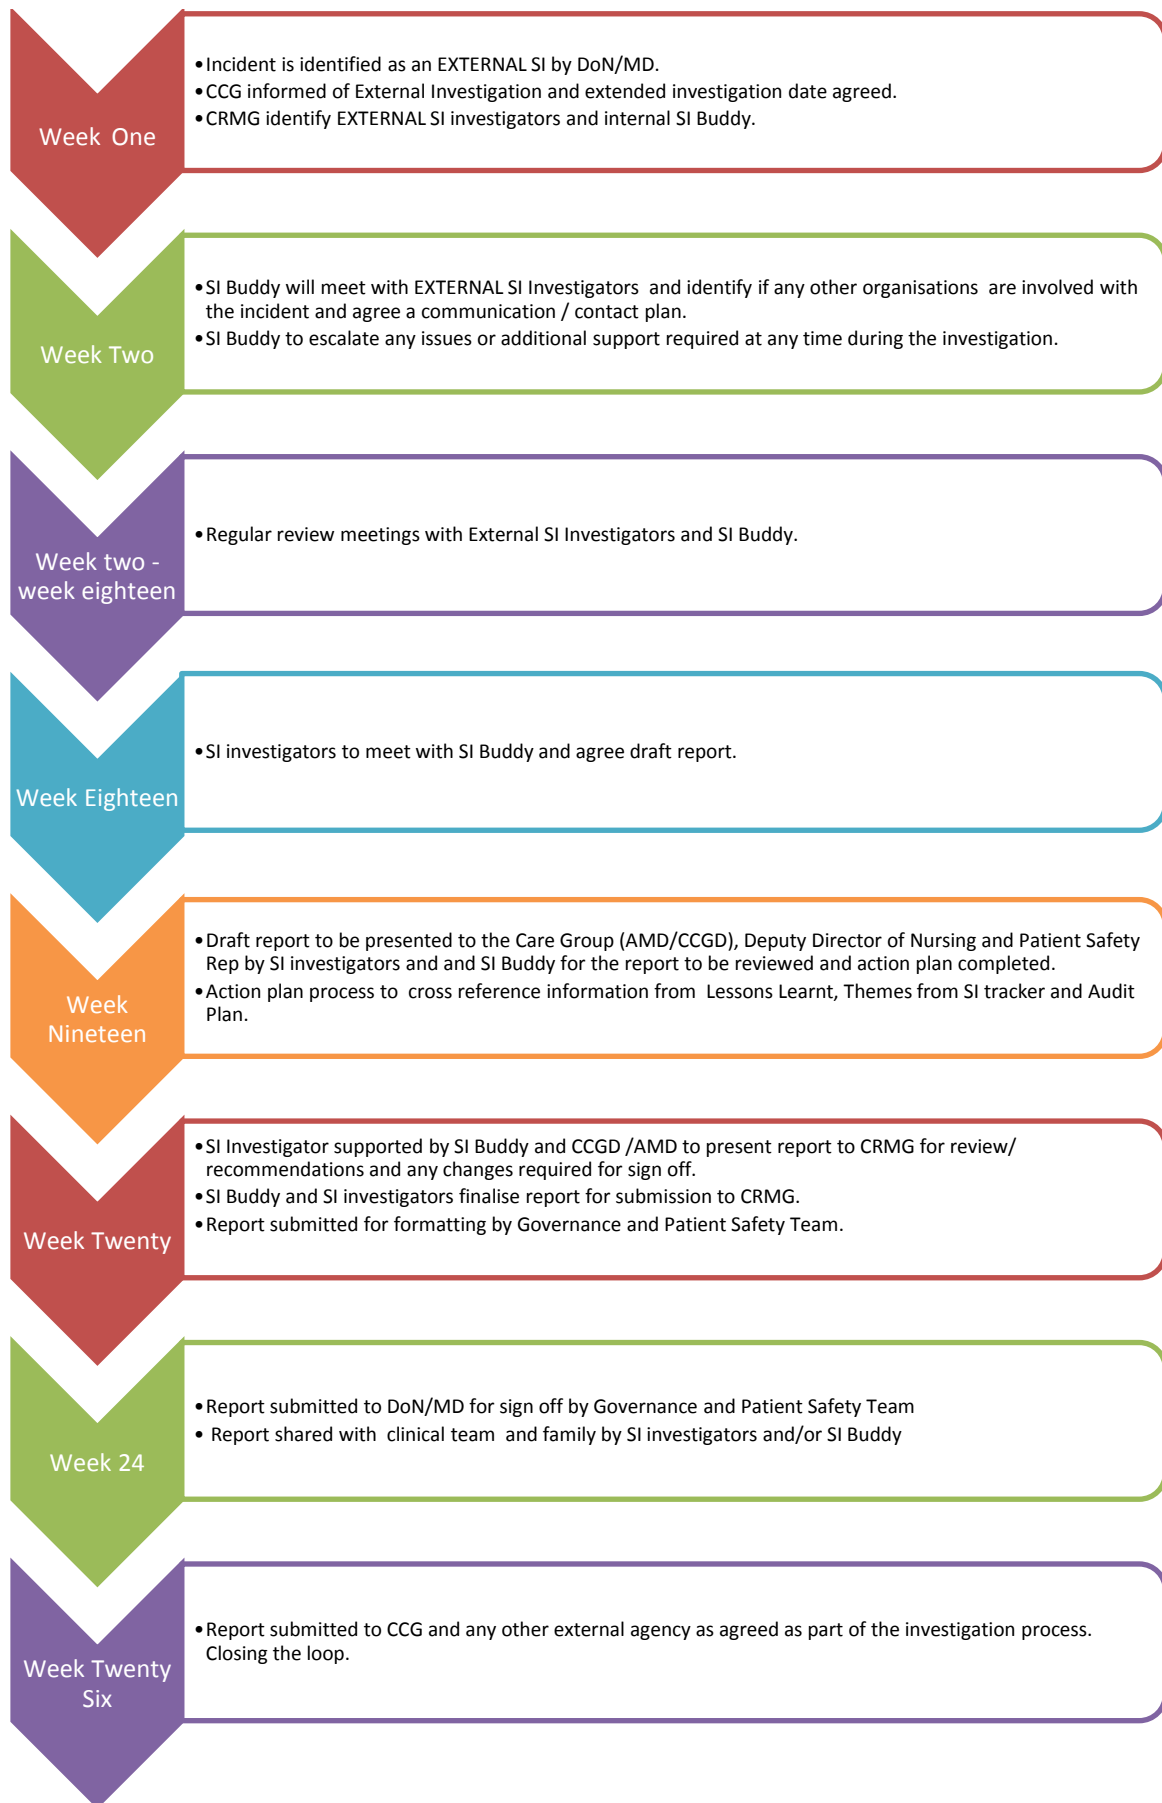 Week One
•Incident is identified as an EXTERNAL SI by DoN/MD.
•CCG informed of External Investigation and extended investigation date agreed.
•CRMG identify EXTERNAL SI investigators and internal SI Buddy.
Week Two
•SI Buddy will meet with EXTERNAL SI Investigators and identify if any other organisations are involved with
the incident and agree a communication / contact plan.
•SI Buddy to escalate any issues or additional support required at any time during the investigation.
Week two -
week eighteen
•Regular review meetings with External SI Investigators and SI Buddy.
Week Eighteen
•SI investigators to meet with SI Buddy and agree draft report.
Week
Nineteen
•Draft report to be presented to the Care Group (AMD/CCGD), Deputy Director of Nursing and Patient Safety
Rep by SI investigators and and SI Buddy for the report to be reviewed and action plan completed.
•Action plan process to cross reference information from Lessons Learnt, Themes from SI tracker and Audit
Plan.
Week Twenty
•SI Investigator supported by SI Buddy and CCGD /AMD to present report to CRMG for review/
recommendations and any changes required for sign off.
•SI Buddy and SI investigators finalise report for submission to CRMG.
•Report submitted for formatting by Governance and Patient Safety Team.
Week 24
•Report submitted to DoN/MD for sign off by Governance and Patient Safety Team
• Report shared with clinical team and family by SI investigators and/or SI Buddy
Week Twenty
Six
•Report submitted to CCG and any other external agency as agreed as part of the investigation process.
Closing the loop.